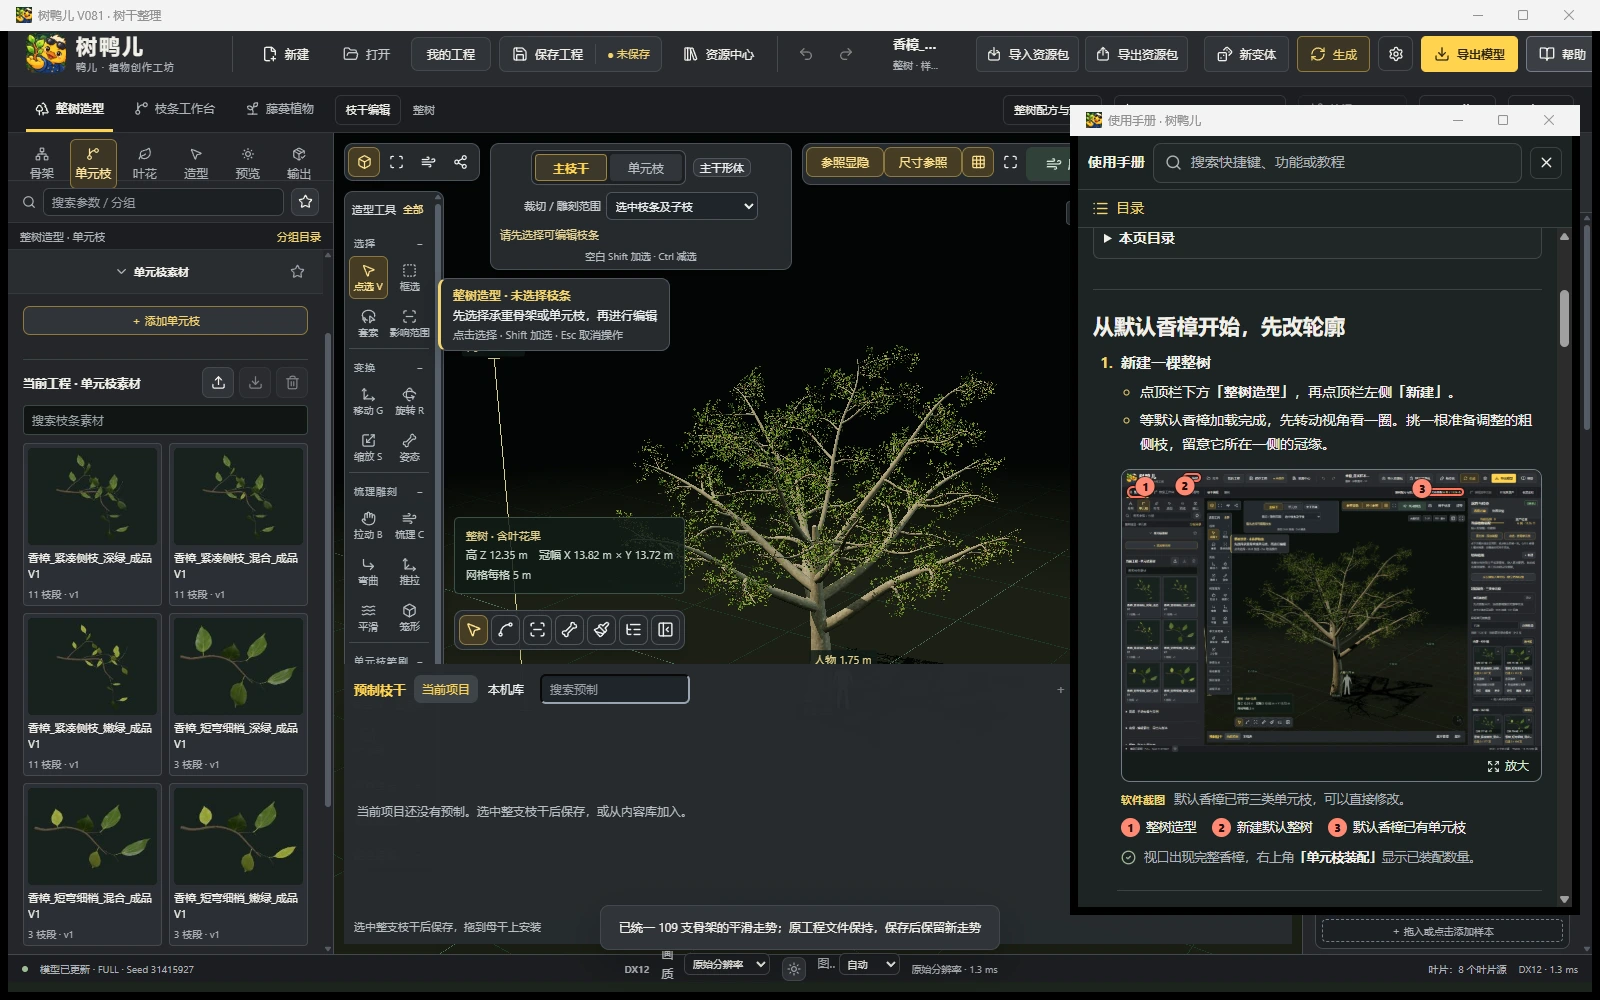 树鸭儿 V081 · 树干整理
树鸭儿
鸭儿 · 植物创作工坊
新建
打开
我的工程
保存工程
未保存
资源中心
香樟_...
整树 · 样...
导入资源包
导出资源包
新变体
生成
导出模型
帮助
整树造型
枝条工作台
藤蔓植物
枝干编辑
整树
整树配方与
骨架
单元枝
叶花
造型
预览
输出
搜索参数 / 分组
整树造型 · 单元枝
分组目录
单元枝素材
+ 添加单元枝
当前工程 · 单元枝素材
搜索枝条素材
香樟_紧凑侧枝_深绿_成品
V1
11 枝段 · v1
香樟_紧凑侧枝_混合_成品
V1
11 枝段 · v1
香樟_紧凑侧枝_嫩绿_成品
V1
11 枝段 · v1
香樟_短弯细梢_深绿_成品
V1
3 枝段 · v1
香樟_短弯细梢_混合_成品
V1
3 枝段 · v1
香樟_短弯细梢_嫩绿_成品
V1
3 枝段 · v1
模型已更新 · FULL · Seed 31415927
造型工具
全部
选择
点选 V
框选
套索
影响范围
变换
移动 G
旋转 R
缩放 S
姿态
梳理雕刻
拉动 B
梳理 C
弯曲
推拉
平滑
笼形
单元枝笔刷
主枝干
单元枝
主干形体
裁切 / 雕刻范围
选中枝条及子枝
请先选择可编辑枝条
空白 Shift 加选 · Ctrl 减选
参照显隐
尺寸参照
整树造型 · 未选择枝条
先选择承重骨架或单元枝，再进行编辑
点击选择 · Shift 加选 · Esc 取消操作
整树 · 含叶花果
高 Z 12.35 m 冠幅 X 13.82 m × Y 13.72 m
网格每格 5 m
人物 1.75 m
预制枝干
当前项目
本机库
搜索预制
当前项目还没有预制。选中整支枝干后保存，或从内容库加入。
选中整支枝干后保存，拖到母干上安装
已统一 109 支骨架的平滑走势；原工程文件保持，保存后保留新走势
DX12
画
质
原始分辨率
图..
自动
原始分辨率 · 1.3 ms
+ 拖入或点击添加样本
叶片：8 个叶片源
DX12 · 1.3 ms
使用手册 · 树鸭儿
使用手册
搜索快捷键、功能或教程
目录
本页目录
从默认香樟开始，先改轮廓
1. 新建一棵整树
点顶栏下方「整树造型」，再点顶栏左侧「新建」。
等默认香樟加载完成，先转动视角看一圈。挑一根准备调整的粗
侧枝，留意它所在一侧的冠缘。
1
2
3
放大
软件截图 默认香樟已带三类单元枝，可以直接修改。
1 整树造型 2 新建默认整树 3 默认香樟已有单元枝
视口出现完整香樟，右上角「单元枝装配」显示已装配数量。